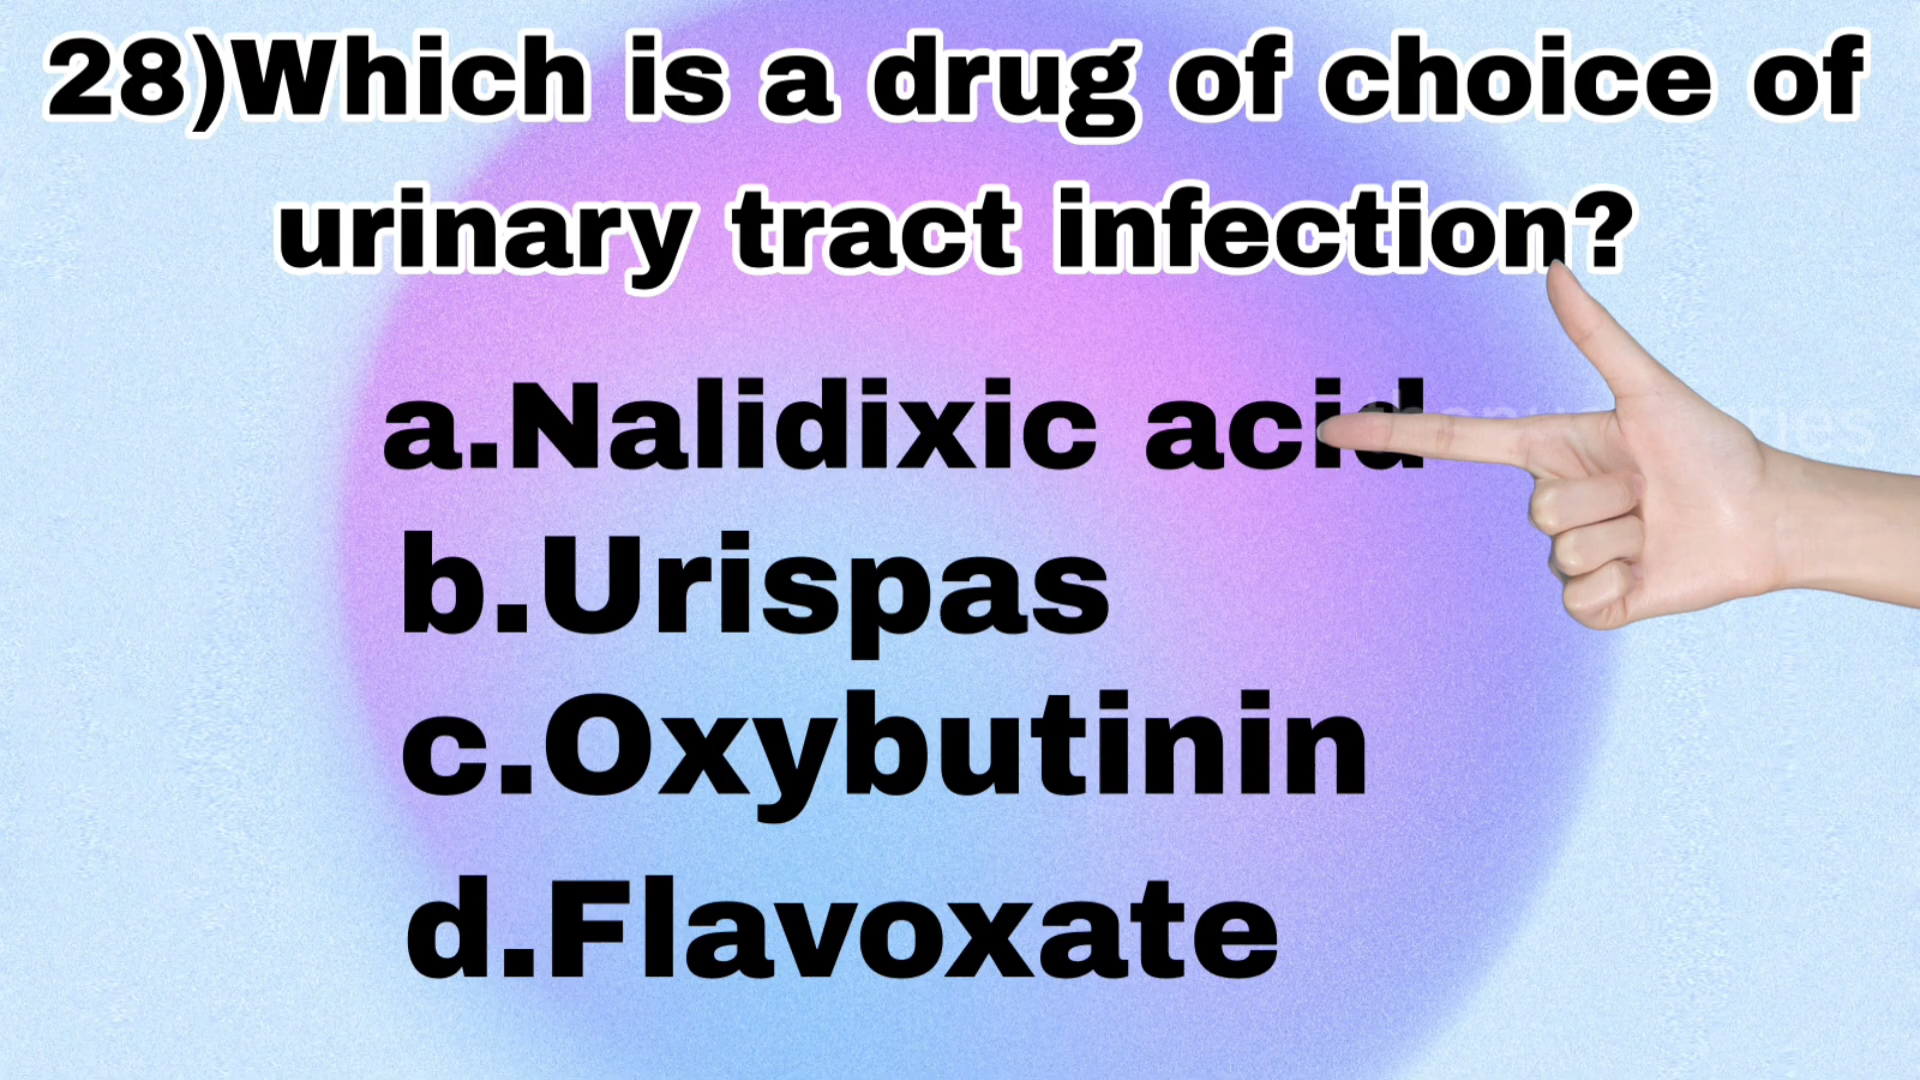 28)Which is a drug of choice of
urinary tract infection?
a.Nalidixic acid
b.Urispas
c.Oxybutinin
d.Flavoxate